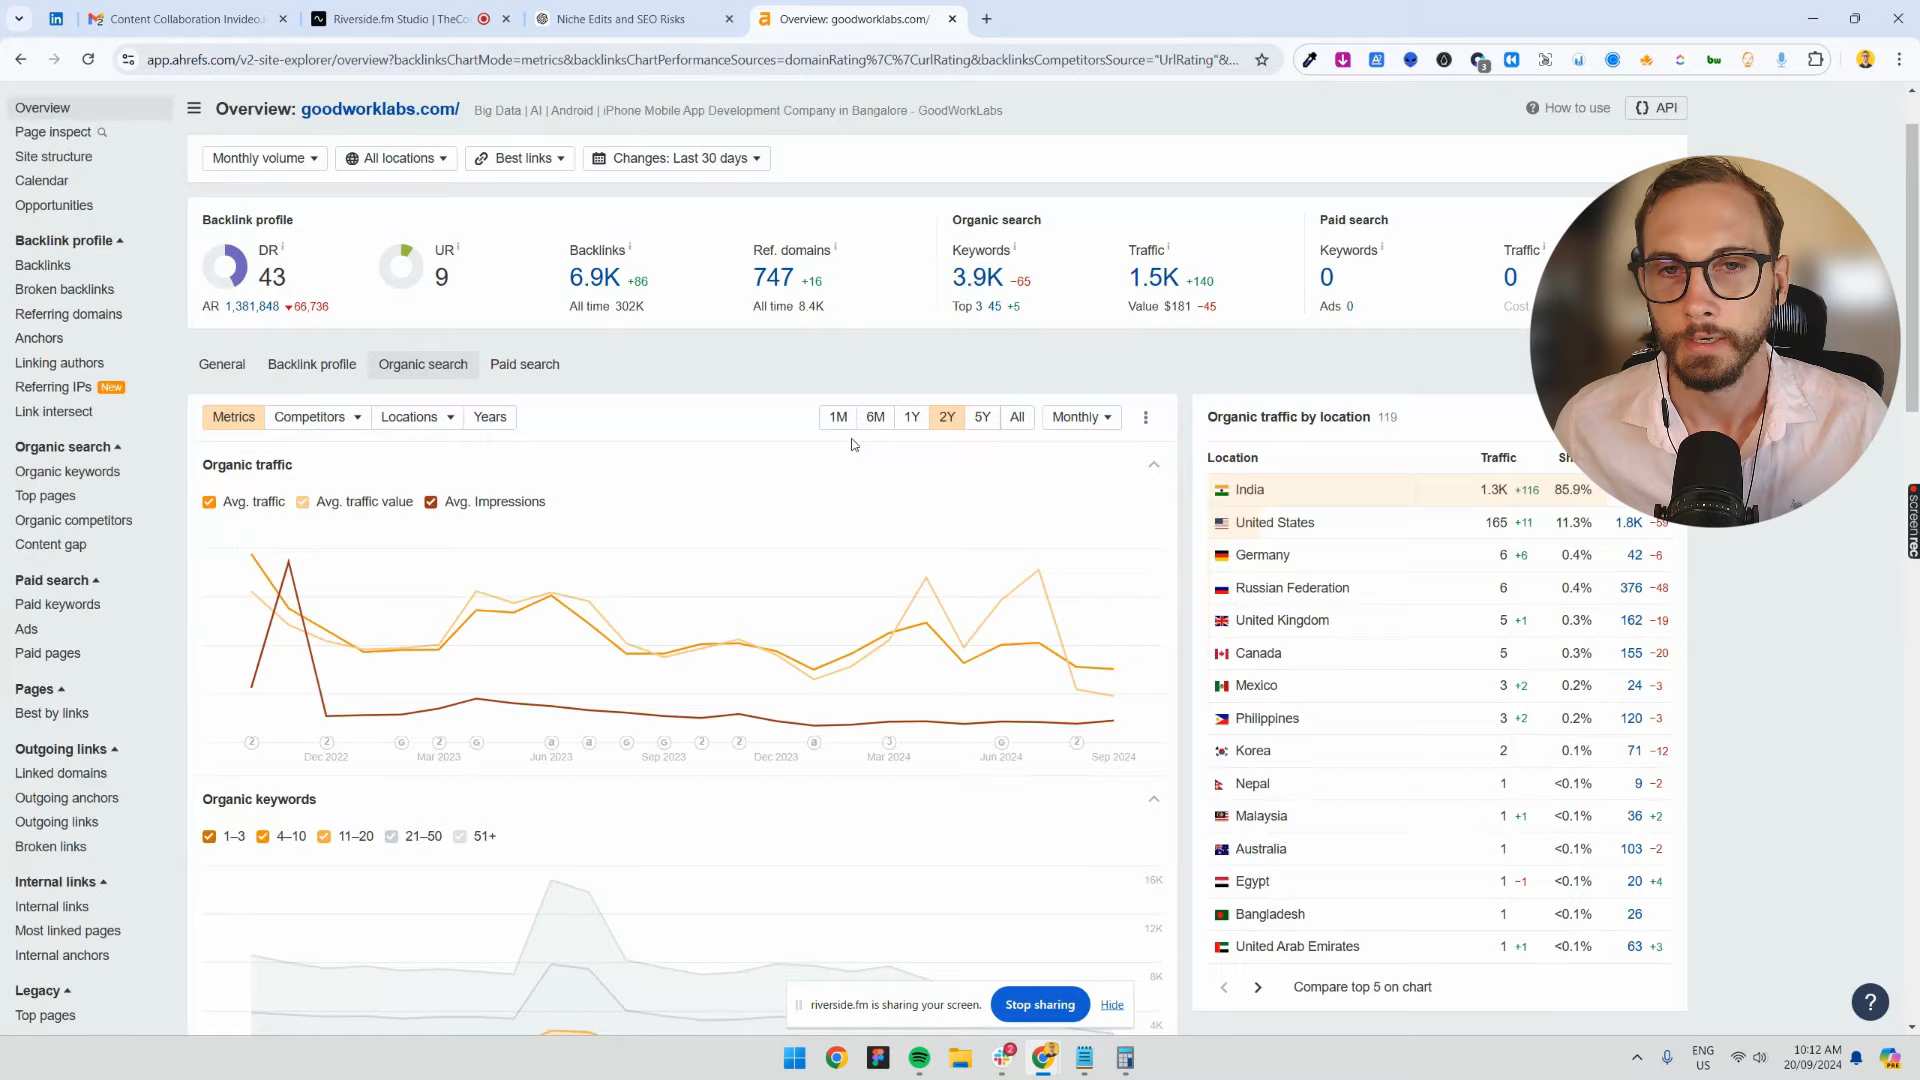 Content Collaboration Invideo.i
Riverside.fm Studio | TheCo
Niche Edits and SEO Risks
Overview: goodworklabs.com/
app.ahrefs.com/v2-site-explorer/overview?backlinksChartMode=metrics&backlinksChartPerformanceSources=domainRating%7C%7CurlRating&backlinksCompetitorsSource="UrlRating"&...
Overview
Page inspect
Site structure
Calendar
Opportunities
Backlink profile
Backlinks
Broken backlinks
Referring domains
Anchors
Linking authors
Referring IPs New
Link intersect
Organic search
Organic keywords
Top pages
Organic competitors
Content gap
Paid search
Paid keywords
Ads
Paid pages
Pages
Best by links
Outgoing links
Linked domains
Outgoing anchors
Outgoing links
Broken links
Internal links
Internal links
Most linked pages
Internal anchors
Legacy
Top pages
Overview: goodworklabs.com/ Big Data | AI | Android | iPhone Mobile App Development Company in Bangalore - GoodWorkLabs
How to use
{} API
Monthly volume
All locations
Best links
Changes: Last 30 days
Backlink profile
DR
43
AR 1,381,848 66,736
UR
9
Backlinks
6.9K +86
All time 302K
Ref. domains
747 +16
All time 8.4K
Organic search
Keywords
3.9K −65
Top 3 45 +5
Traffic
1.5K +140
Value $181 −45
Paid search
Keywords
0
Ads 0
Traffic
0
Cost
General
Backlink profile
Organic search
Paid search
Metrics
Competitors
Locations
Years
1M
6M
1Y
2Y
5Y
All
Monthly
Organic traffic
Avg. traffic
Avg. traffic value
Avg. Impressions
Dec 2022
Mar 2023
Jun 2023
Sep 2023
Dec 2023
Mar 2024
Jun 2024
Sep 2024
Organic keywords
1–3
4–10
11–20
21–50
51+
16K
12K
8K
4K
Organic traffic by location 119
Location Traffic Sh
India 1.3K +116 85.9%
United States 165 +11 11.3% 1.8K −59
Germany 6 +6 0.4% 42 −6
Russian Federation 6 0.4% 376 −48
United Kingdom 5 +1 0.3% 162 −19
Canada 5 0.3% 155 −20
Mexico 3 +2 0.2% 24 −3
Philippines 3 +2 0.2% 120 −3
Korea 2 0.1% 71 −12
Nepal 1 <0.1% 9 −2
Malaysia 1 +1 <0.1% 36 +2
Australia 1 <0.1% 103 −2
Egypt 1 −1 <0.1% 20 +4
Bangladesh 1 <0.1% 26
United Arab Emirates 1 +1 <0.1% 63 +3
Compare top 5 on chart
riverside.fm is sharing your screen.
Stop sharing
Hide
screenrec
?
ENG
US
10:12 AM
20/09/2024